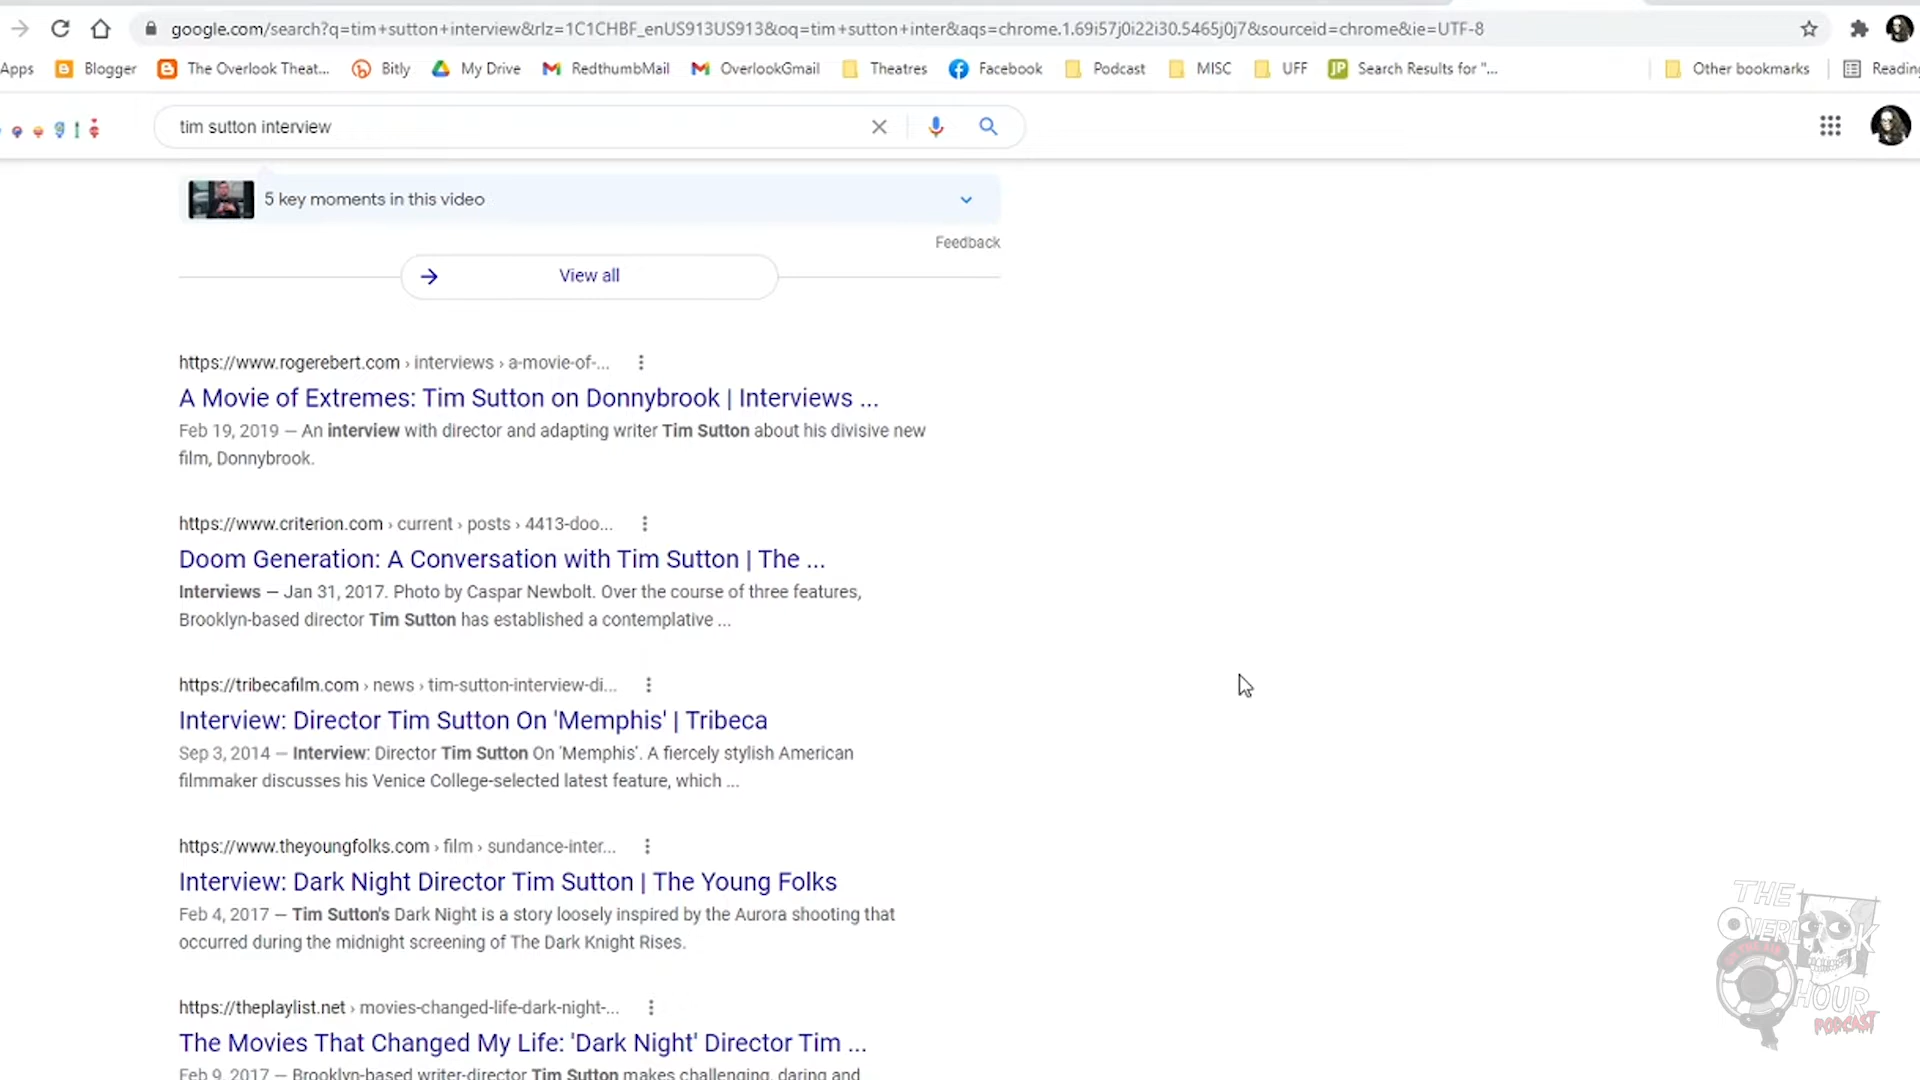 google.com/search?q=tim+sutton+interview&rlz=1C1CHBF_enUS913US913&oq=tim+sutton+inter&aqs=chrome.1.69i57j0i22i30.5465j0j7&sourceid=chrome&ie=UTF-8
Apps Blogger The Overlook Theat... Bitly My Drive RedthumbMail OverlookGmail Theatres Facebook Podcast MISC UFF JP Search Results for "... Other bookmarks Reading
tim sutton interview
5 key moments in this video
Feedback
View all
https://www.rogerebert.com › interviews › a-movie-of-...
A Movie of Extremes: Tim Sutton on Donnybrook | Interviews ...
Feb 19, 2019 — An interview with director and adapting writer Tim Sutton about his divisive new
film, Donnybrook.
https://www.criterion.com › current › posts › 4413-doo...
Doom Generation: A Conversation with Tim Sutton | The ...
Interviews — Jan 31, 2017. Photo by Caspar Newbolt. Over the course of three features,
Brooklyn-based director Tim Sutton has established a contemplative ...
https://tribecafilm.com › news › tim-sutton-interview-di...
Interview: Director Tim Sutton On 'Memphis' | Tribeca
Sep 3, 2014 — Interview: Director Tim Sutton On 'Memphis'. A fiercely stylish American
filmmaker discusses his Venice College-selected latest feature, which ...
https://www.theyoungfolks.com › film › sundance-inter...
Interview: Dark Night Director Tim Sutton | The Young Folks
Feb 4, 2017 — Tim Sutton's Dark Night is a story loosely inspired by the Aurora shooting that
occurred during the midnight screening of The Dark Knight Rises.
https://theplaylist.net › movies-changed-life-dark-night-...
The Movies That Changed My Life: 'Dark Night' Director Tim ...
Feb 9, 2017 — Brooklyn-based writer-director Tim Sutton makes challenging, daring and
THE
OVERLOOK
HOUR
PODCAST